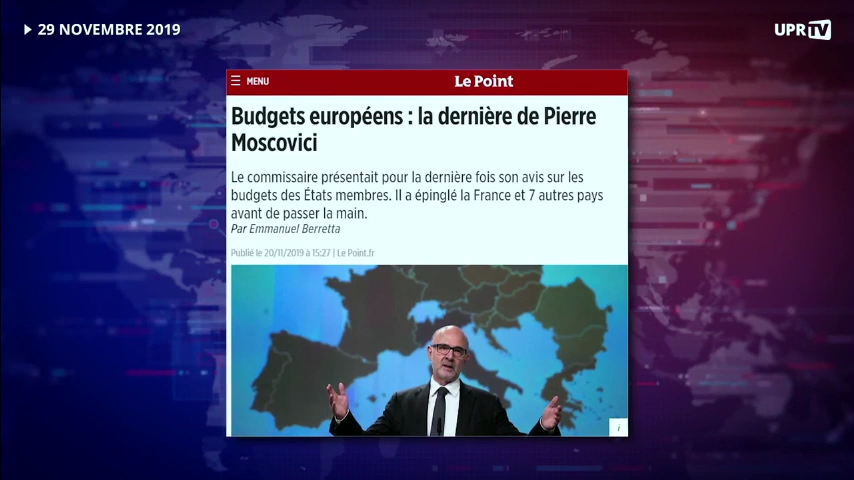 29 NOVEMBRE 2019
UPRTV
MENU
Le Point
Budgets européens : la dernière de Pierre
Moscovici
Le commissaire présentait pour la dernière fois son avis sur les
budgets des États membres. Il a épinglé la France et 7 autres pays
avant de passer la main.
Par Emmanuel Berretta
Publié le 20/11/2019 à 15:27 | Le Point.fr
i